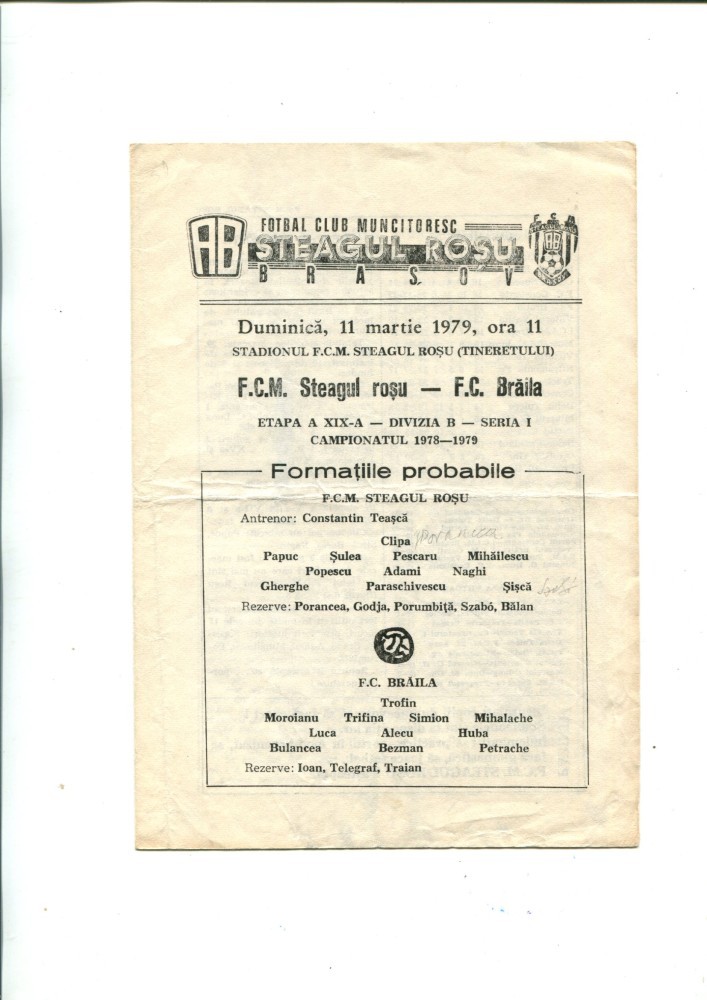 AB
FOTBAL CLUB MUNCITORESC
STEAGUL ROȘU
BRAȘOV
F C M
Duminică, 11 martie 1979, ora 11
STADIONUL F.C.M. STEAGUL ROȘU (TINERETULUI)
F.C.M. Steagul roșu — F.C. Brăila
ETAPA A XIX-A — DIVIZIA B — SERIA I
CAMPIONATUL 1978—1979
Formațiile probabile
F.C.M. STEAGUL ROȘU
Antrenor: Constantin Teașcă
Clipa Porancea
Papuc Șulea Pescaru Mihăilescu
Popescu Adami Naghi
Gherghe Paraschivescu Șișcă Szabó
Rezerve: Porancea, Godja, Porumbiță, Szabó, Bălan
F.C. BRĂILA
Trofin
Moroianu Trifina Simion Mihalache
Luca Alecu Huba
Bulancea Bezman Petrache
Rezerve: Ioan, Telegraf, Traian